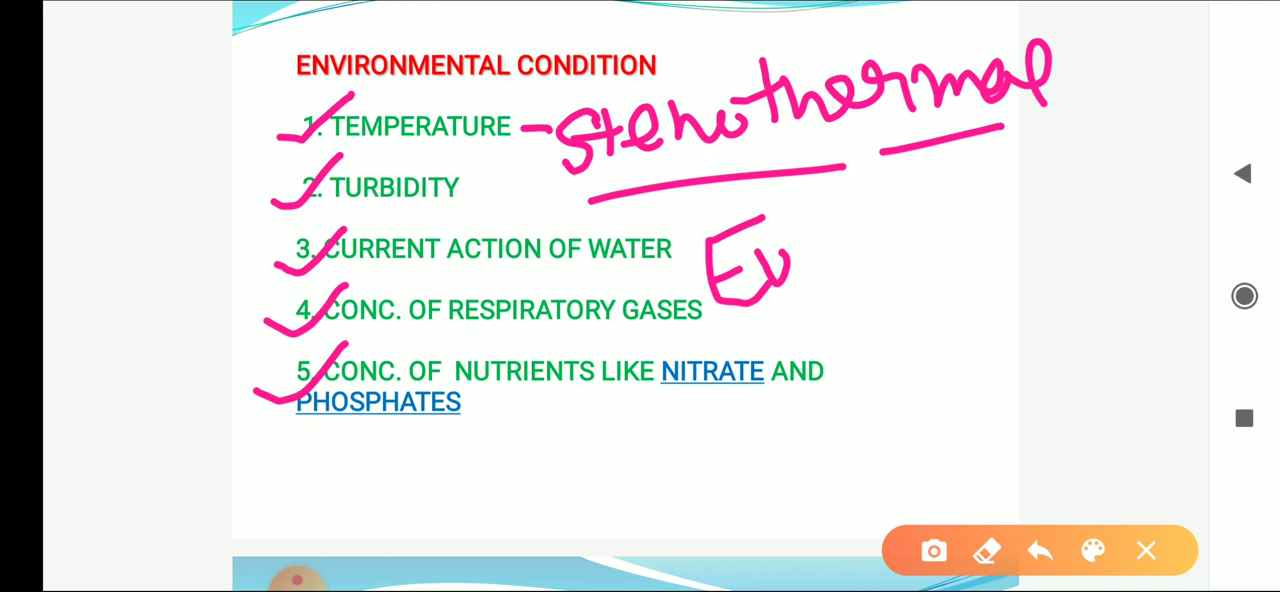 ENVIRONMENTAL CONDITION
1. TEMPERATURE - Stenothermal
2. TURBIDITY
3. CURRENT ACTION OF WATER
Eu
4. CONC. OF RESPIRATORY GASES
5. CONC. OF NUTRIENTS LIKE NITRATE AND
PHOSPHATES